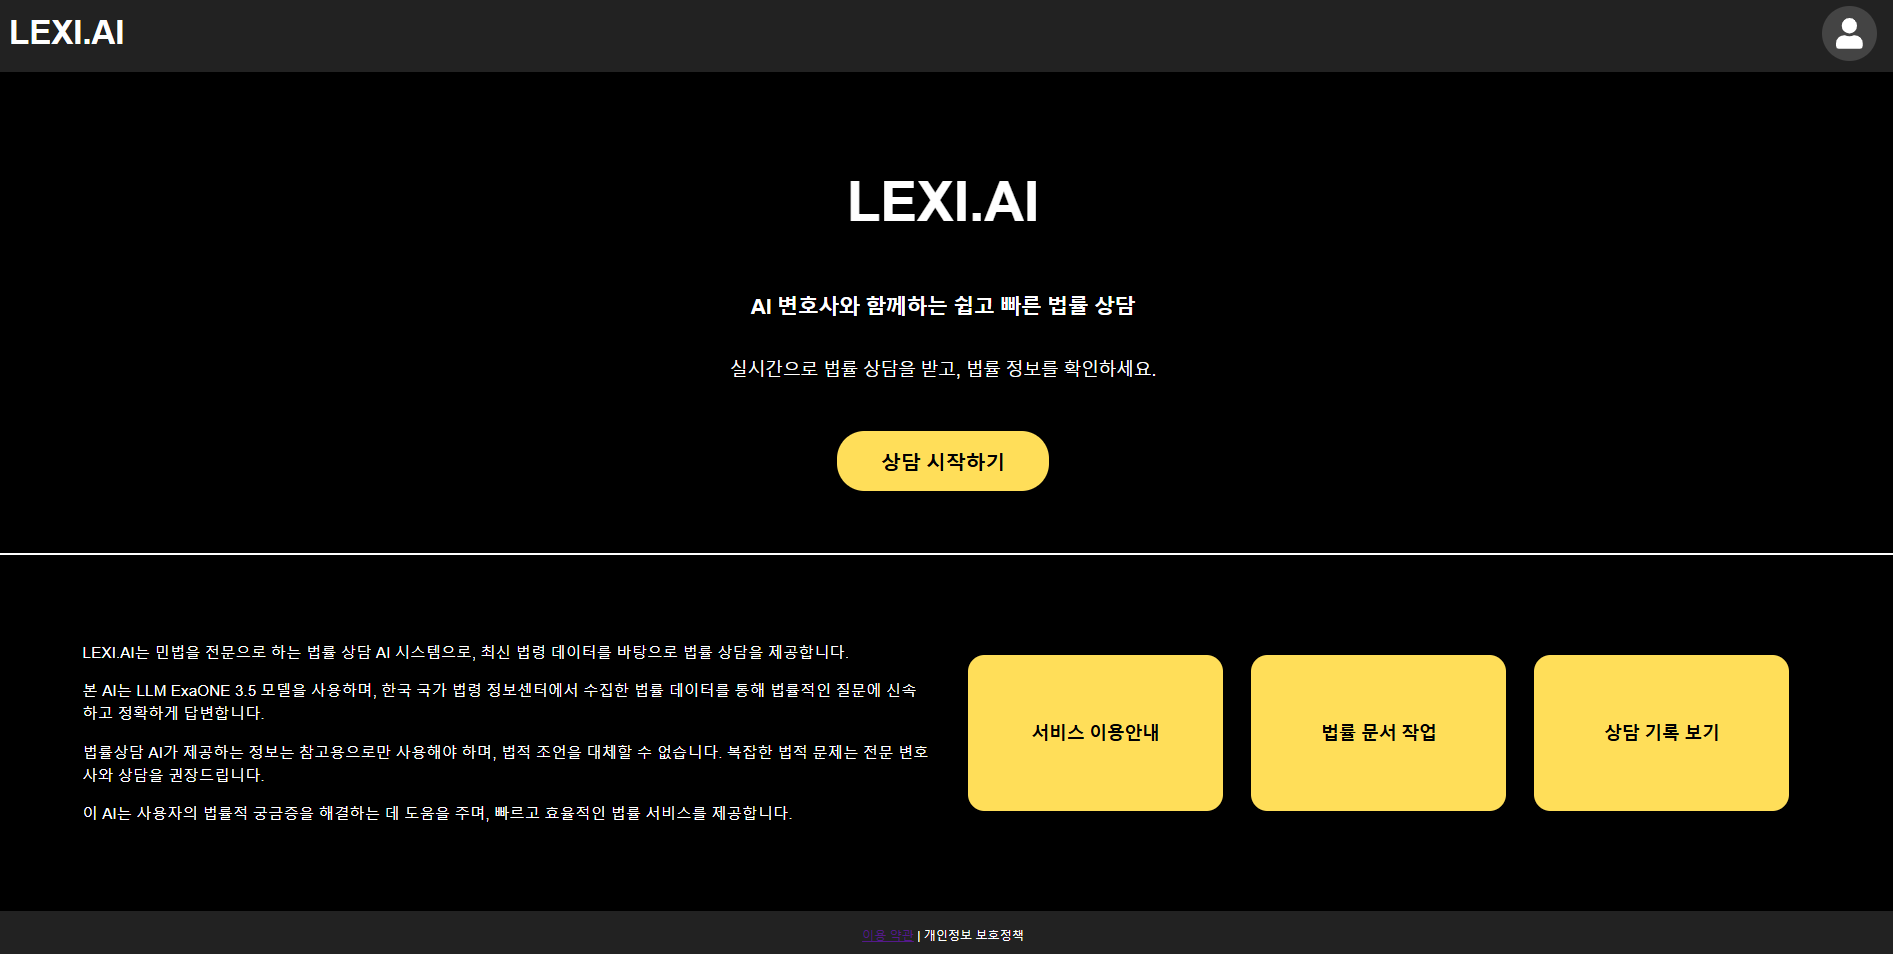 LEXI.AI
LEXI.AI
AI 변호사와 함께하는 쉽고 빠른 법률 상담
실시간으로 법률 상담을 받고, 법률 정보를 확인하세요.
상담 시작하기
LEXI.AI는 민법을 전문으로 하는 법률 상담 AI 시스템으로, 최신 법령 데이터를 바탕으로 법률 상담을 제공합니다.
본 AI는 LLM ExaONE 3.5 모델을 사용하며, 한국 국가 법령 정보센터에서 수집한 법률 데이터를 통해 법률적인 질문에 신속
하고 정확하게 답변합니다.
법률상담 AI가 제공하는 정보는 참고용으로만 사용해야 하며, 법적 조언을 대체할 수 없습니다. 복잡한 법적 문제는 전문 변호
사와 상담을 권장드립니다.
이 AI는 사용자의 법률적 궁금증을 해결하는 데 도움을 주며, 빠르고 효율적인 법률 서비스를 제공합니다.
서비스 이용안내
법률 문서 작업
상담 기록 보기
이용 약관 | 개인정보 보호정책